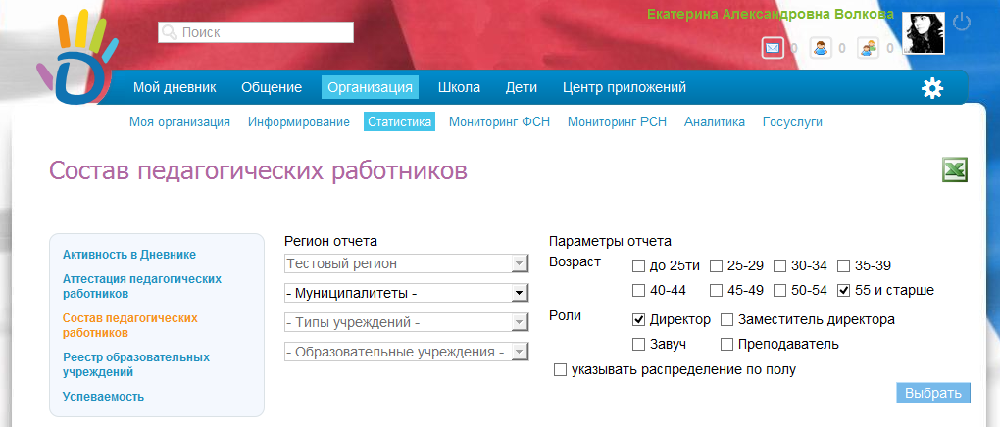 Екатерина Александровна Волкова
Поиск
0 0 0
Мой дневник Общение Организация Школа Дети Центр приложений
Моя организация Информирование Статистика Мониторинг ФСН Мониторинг РСН Аналитика Госуслуги
Состав педагогических работников
Активность в Дневнике
Аттестация педагогических
работников
Состав педагогических
работников
Реестр образовательных
учреждений
Успеваемость
Регион отчета
Тестовый регион
- Муниципалитеты -
- Типы учреждений -
- Образовательные учреждения -
Параметры отчета
Возраст до 25ти 25-29 30-34 35-39
40-44 45-49 50-54 55 и старше
Роли Директор Заместитель директора
Завуч Преподаватель
указывать распределение по полу
Выбрать